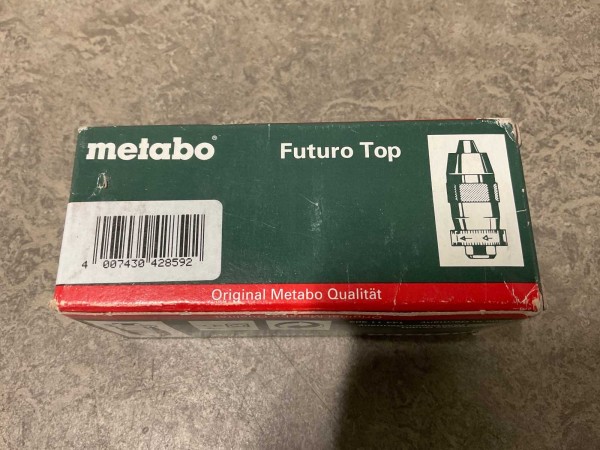 metabo
Futuro Top
4 007430 428592
Original Metabo Qualität